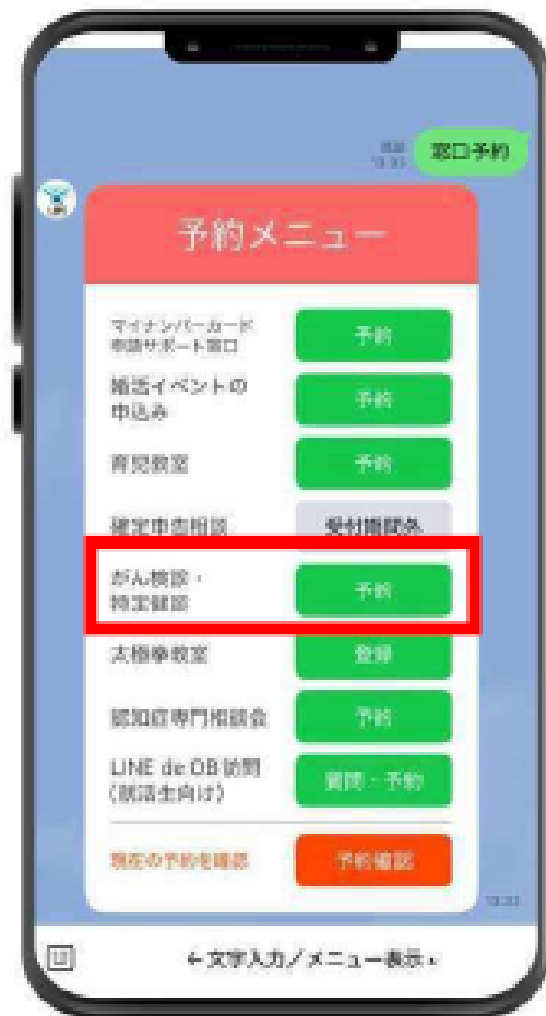 既読
13:33
窓口予約
予約メニュー
マイナンバーカード
申請サポート窓口
予約
婚活イベントの
申込み
予約
育児教室
予約
確定申告相談
受付期間外
がん検診・
特定健診
予約
太極拳教室
登録
認知症専門相談会
予約
LINE de OB 訪問
(就活生向け)
質問・予約
現在の予約を確認
予約確認
13:33
文字入力/メニュー表示